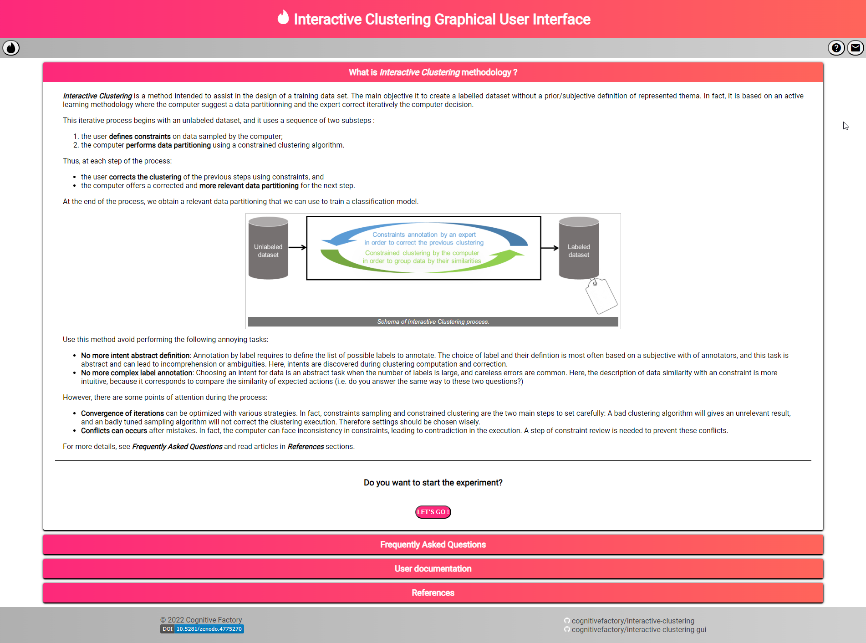 Interactive Clustering Graphical User Interface
What is Interactive Clustering methodology ?
Interactive Clustering is a method intended to assist in the design of a training data set. The main objective it to create a labelled dataset without a prior/subjective definition of represented thema. In fact, it is based on an active
learning methodology where the computer suggest a data partitionning and the expert correct iteratively the computer decision.
This iterative process begins with an unlabeled dataset, and it uses a sequence of two substeps :
1. the user defines constraints on data sampled by the computer;
2. the computer performs data partitioning using a constrained clustering algorithm.
Thus, at each step of the process:
• the user corrects the clustering of the previous steps using constraints, and
• the computer offers a corrected and more relevant data partitioning for the next step.
At the end of the process, we obtain a relevant data partitioning that we can use to train a classification model.
Unlabeled
dataset
Constraints annotation by an expert
in order to correct the previous clustering
Constrained clustering by the computer
in order to group data by their similarities
Labeled
dataset
Schema of Interactive Clustering process.
Use this method avoid performing the following annoying tasks:
• No more intent abstract definition: Annotation by label requires to define the list of possible labels to annotate. The choice of label and their defintion is most often based on a subjective with of annotators, and this task is
abstract and can lead to incomprehension or ambiguities. Here, intents are discovered during clustering computation and correction.
• No more complex label annotation: Choosing an intent for data is an abstract task when the number of labels is large, and careless errors are common. Here, the description of data similarity with an constraint is more
intuitive, because it corresponds to compare the similarity of expected actions (i.e. do you answer the same way to these two questions?)
However, there are some points of attention during the process:
• Convergence of iterations can be optimized with various strategies. In fact, constraints sampling and constrained clustering are the two main steps to set carefully: A bad clustering algorithm will gives an unrelevant result,
and an badly tuned sampling algorithm will not correct the clustering execution. Therefore settings should be chosen wisely.
• Conflicts can occurs after mistakes. In fact, the computer can face inconsistency in constraints, leading to contradiction in the execution. A step of constraint review is needed to prevent these conflicts.
For more details, see Frequently Asked Questions and read articles in References sections.
Do you want to start the experiment?
LET'S GO !
Frequently Asked Questions
User documentation
References
© 2022 Cognitive Factory
DOI 10.5281/zenodo.4775270
cognitivefactory/interactive-clustering
cognitivefactory/interactive-clustering-gui